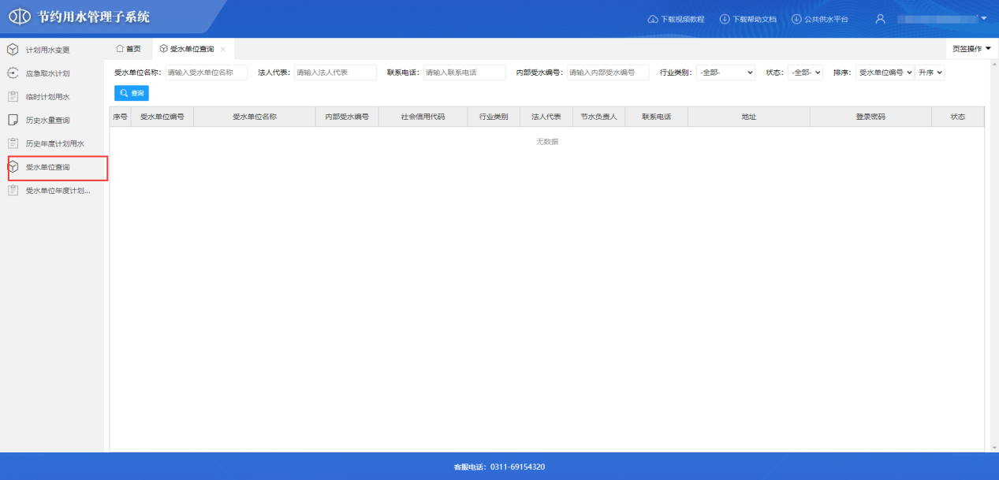 节约用水管理子系统
下载视频教程 下载帮助文档 公共供水平台
计划用水变更
应急取水计划
临时计划用水
历史水量查询
历史年度计划用水
受水单位查询
受水单位年度计划...
首页 受水单位查询 × 页签操作
受水单位名称: 请输入受水单位名称 法人代表: 请输入法人代表 联系电话: 请输入联系电话 内部受水编号: 请输入内部受水编号 行业类别: -全部- 状态: -全部- 排序: 受水单位编号 升序
查询
序号 受水单位编号 受水单位名称 内部受水编号 社会信用代码 行业类别 法人代表 节水负责人 联系电话 地址 登录密码 状态
无数据
客服电话: 0311-69154320